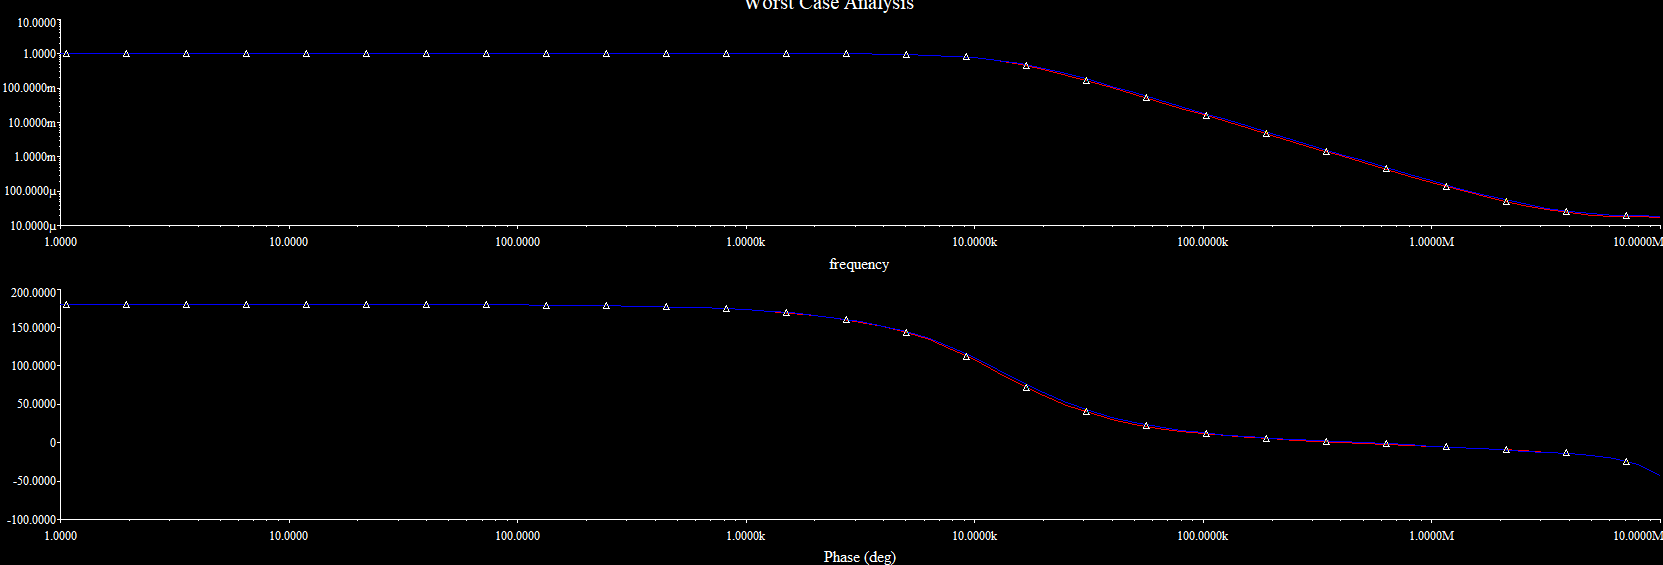 Worst Case Analysis
10.0000
1.0000
100.0000m
10.0000m
1.0000m
100.0000µ
10.0000µ
1.0000 10.0000 100.0000 1.0000k 10.0000k 100.0000k 1.0000M 10.0000M
frequency
200.0000
150.0000
100.0000
50.0000
0
-50.0000
-100.0000
1.0000 10.0000 100.0000 1.0000k 10.0000k 100.0000k 1.0000M 10.0000M
Phase (deg)